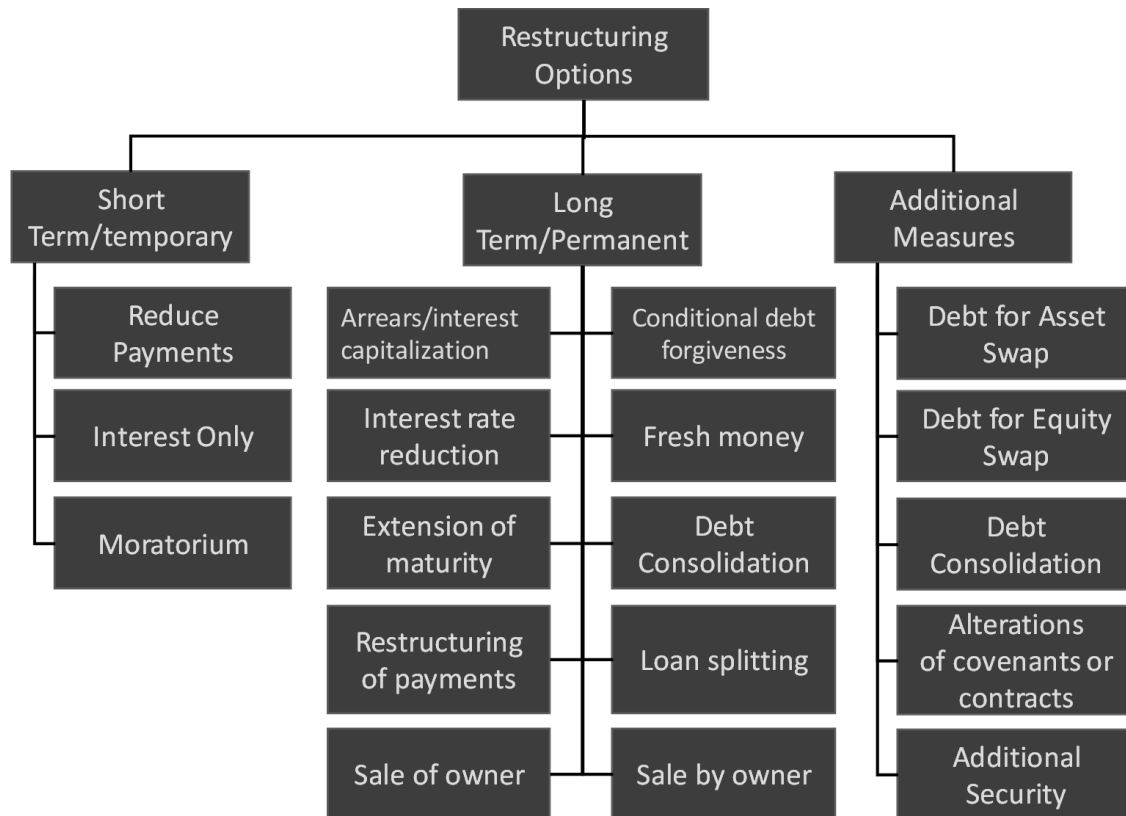 Restructuring
Options
Short
Term/temporary
Long
Term/Permanent
Additional
Measures
Reduce
Payments
Interest Only
Moratorium
Arrears/interest
capitalization
Conditional debt
forgiveness
Interest rate
reduction
Fresh money
Extension of
maturity
Debt
Consolidation
Restructuring
of payments
Loan splitting
Sale of owner
Sale by owner
Debt for Asset
Swap
Debt for Equity
Swap
Debt
Consolidation
Alterations
of covenants or
contracts
Additional
Security